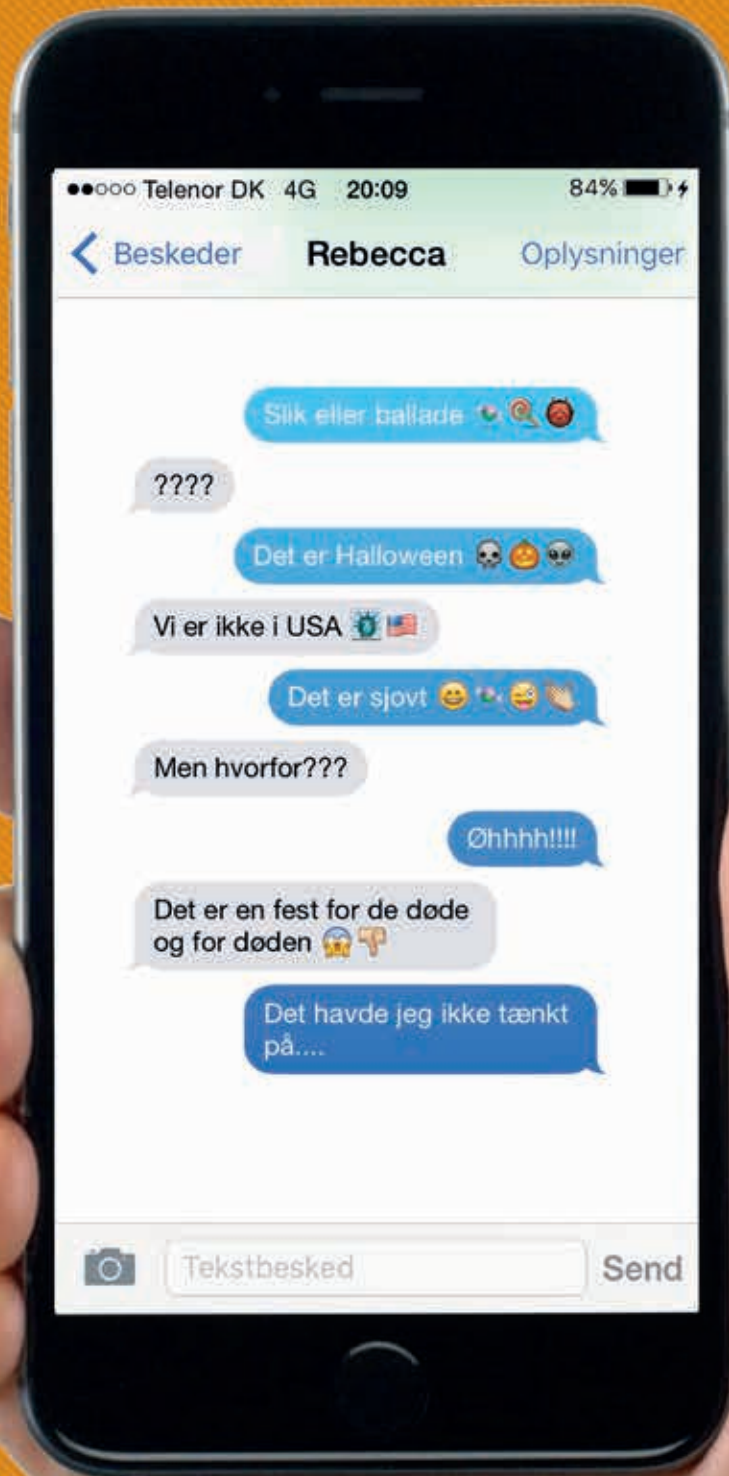 Telenor DK 4G 20:09 84%
Beskeder Rebecca Oplysninger
Slik eller ballade 🍬🍭👹
????
Det er Halloween 💀🎃👽
Vi er ikke i USA 🗽🇺🇸
Det er sjovt 😄🍬😜👏
Men hvorfor???
Øhhhh!!!!
Det er en fest for de døde
og for døden 😱👎
Det havde jeg ikke tænkt
på....
Tekstbesked Send